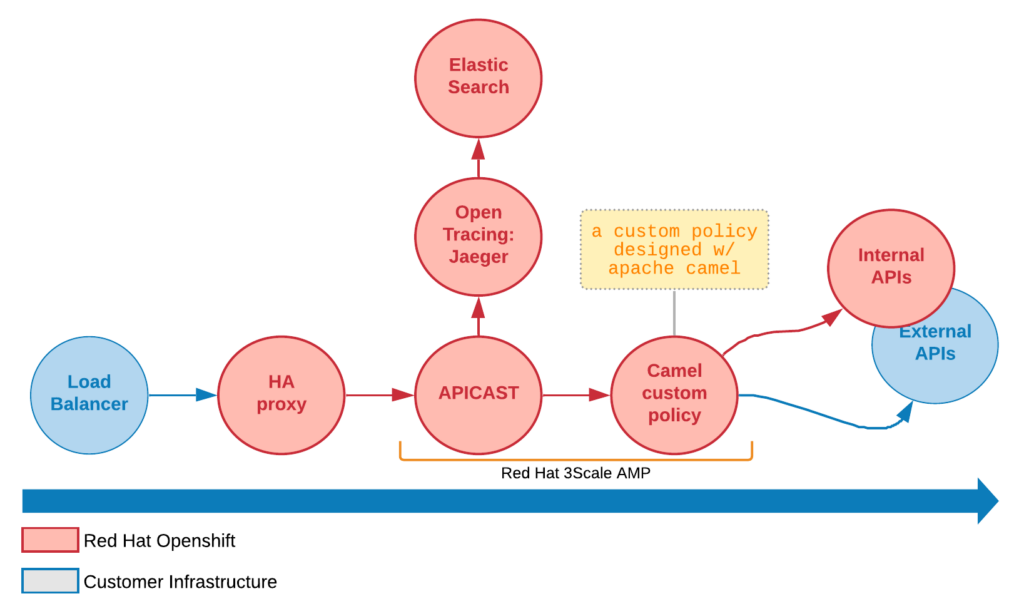 Elastic
Search
Open
Tracing:
Jaeger
a custom policy
designed w/
apache camel
Internal
APIs
External
APIs
Load
Balancer
HA
proxy
APICAST
Camel
custom
policy
Red Hat 3Scale AMP
Red Hat Openshift
Customer Infrastructure